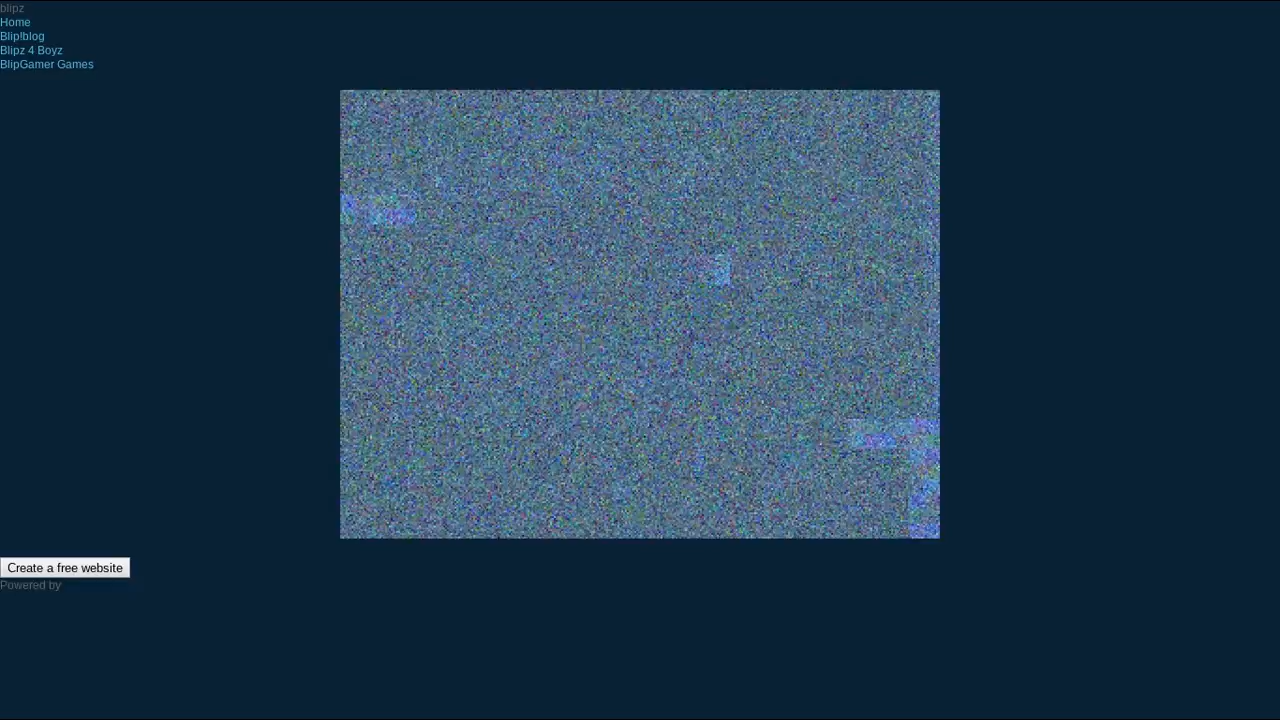 blipz
Home
Blip!blog
Blipz 4 Boyz
BlipGamer Games
Create a free website
Powered by